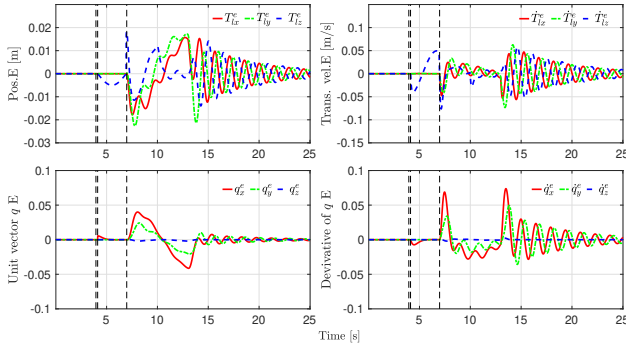 0.02
0.01
0
-0.01
-0.02
-0.03
Pos.E [m]
T^e_{lx} T^e_{ly} T^e_{lz}
5 10 15 20 25
0.1
0.05
0
-0.05
-0.1
-0.15
Trans. vel.E [m/s]
Ṫ^e_{lx} Ṫ^e_{ly} Ṫ^e_{lz}
5 10 15 20 25
0.1
0.05
0
-0.05
-0.1
Unit vector q E
q^e_x q^e_y q^e_z
5 10 15 20 25
0.1
0.05
0
-0.05
-0.1
Devivative of q E
q̇^e_x q̇^e_y q̇^e_z
5 10 15 20 25
Time [s]